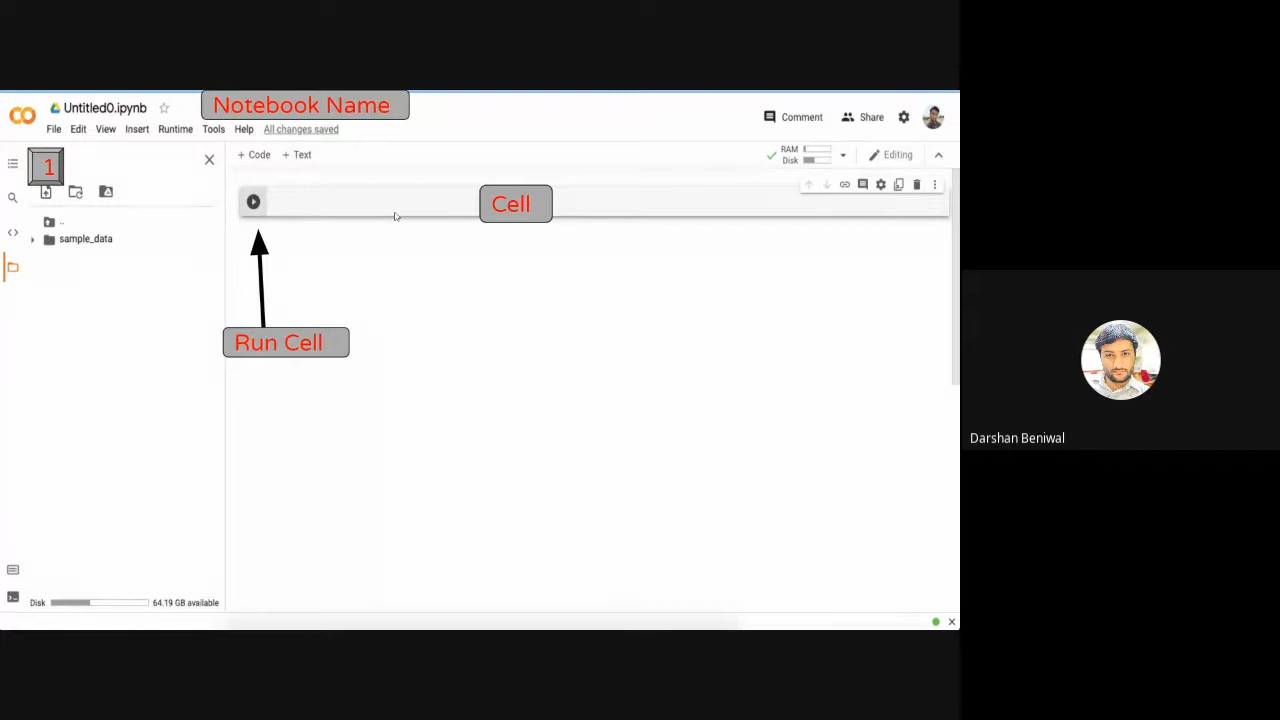 Untitled0.ipynb
Notebook Name
File Edit View Insert Runtime Tools Help All changes saved
Comment Share
1
+ Code + Text
RAM
Disk
Editing
Cell
..
sample_data
Run Cell
Darshan Beniwal
Disk 64.19 GB available